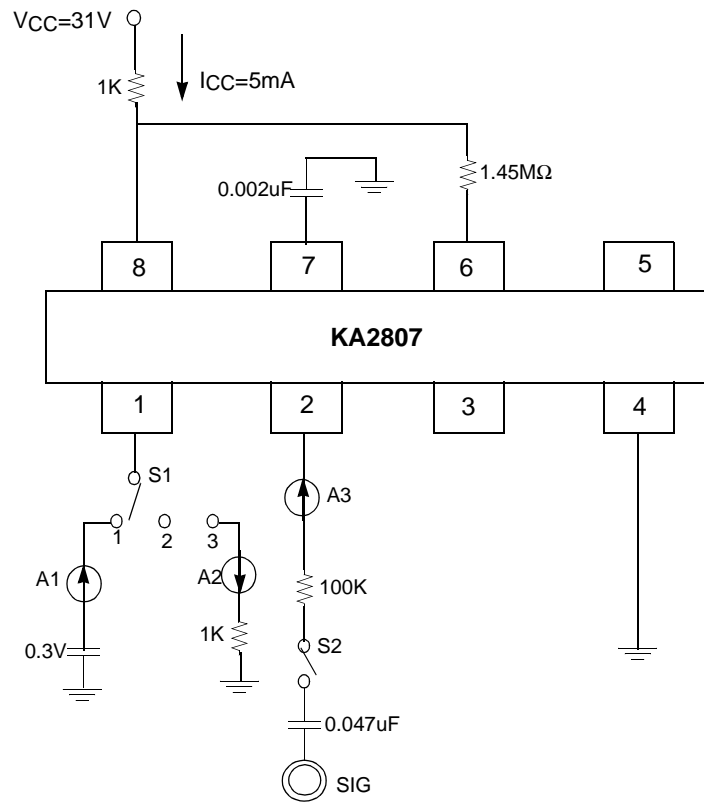 VCC=31V
1K
ICC=5mA
0.002uF
1.45MΩ
8
7
6
5
KA2807
1
2
3
4
S1
1
2
3
A3
A1
A2
100K
1K
S2
0.3V
0.047uF
SIG